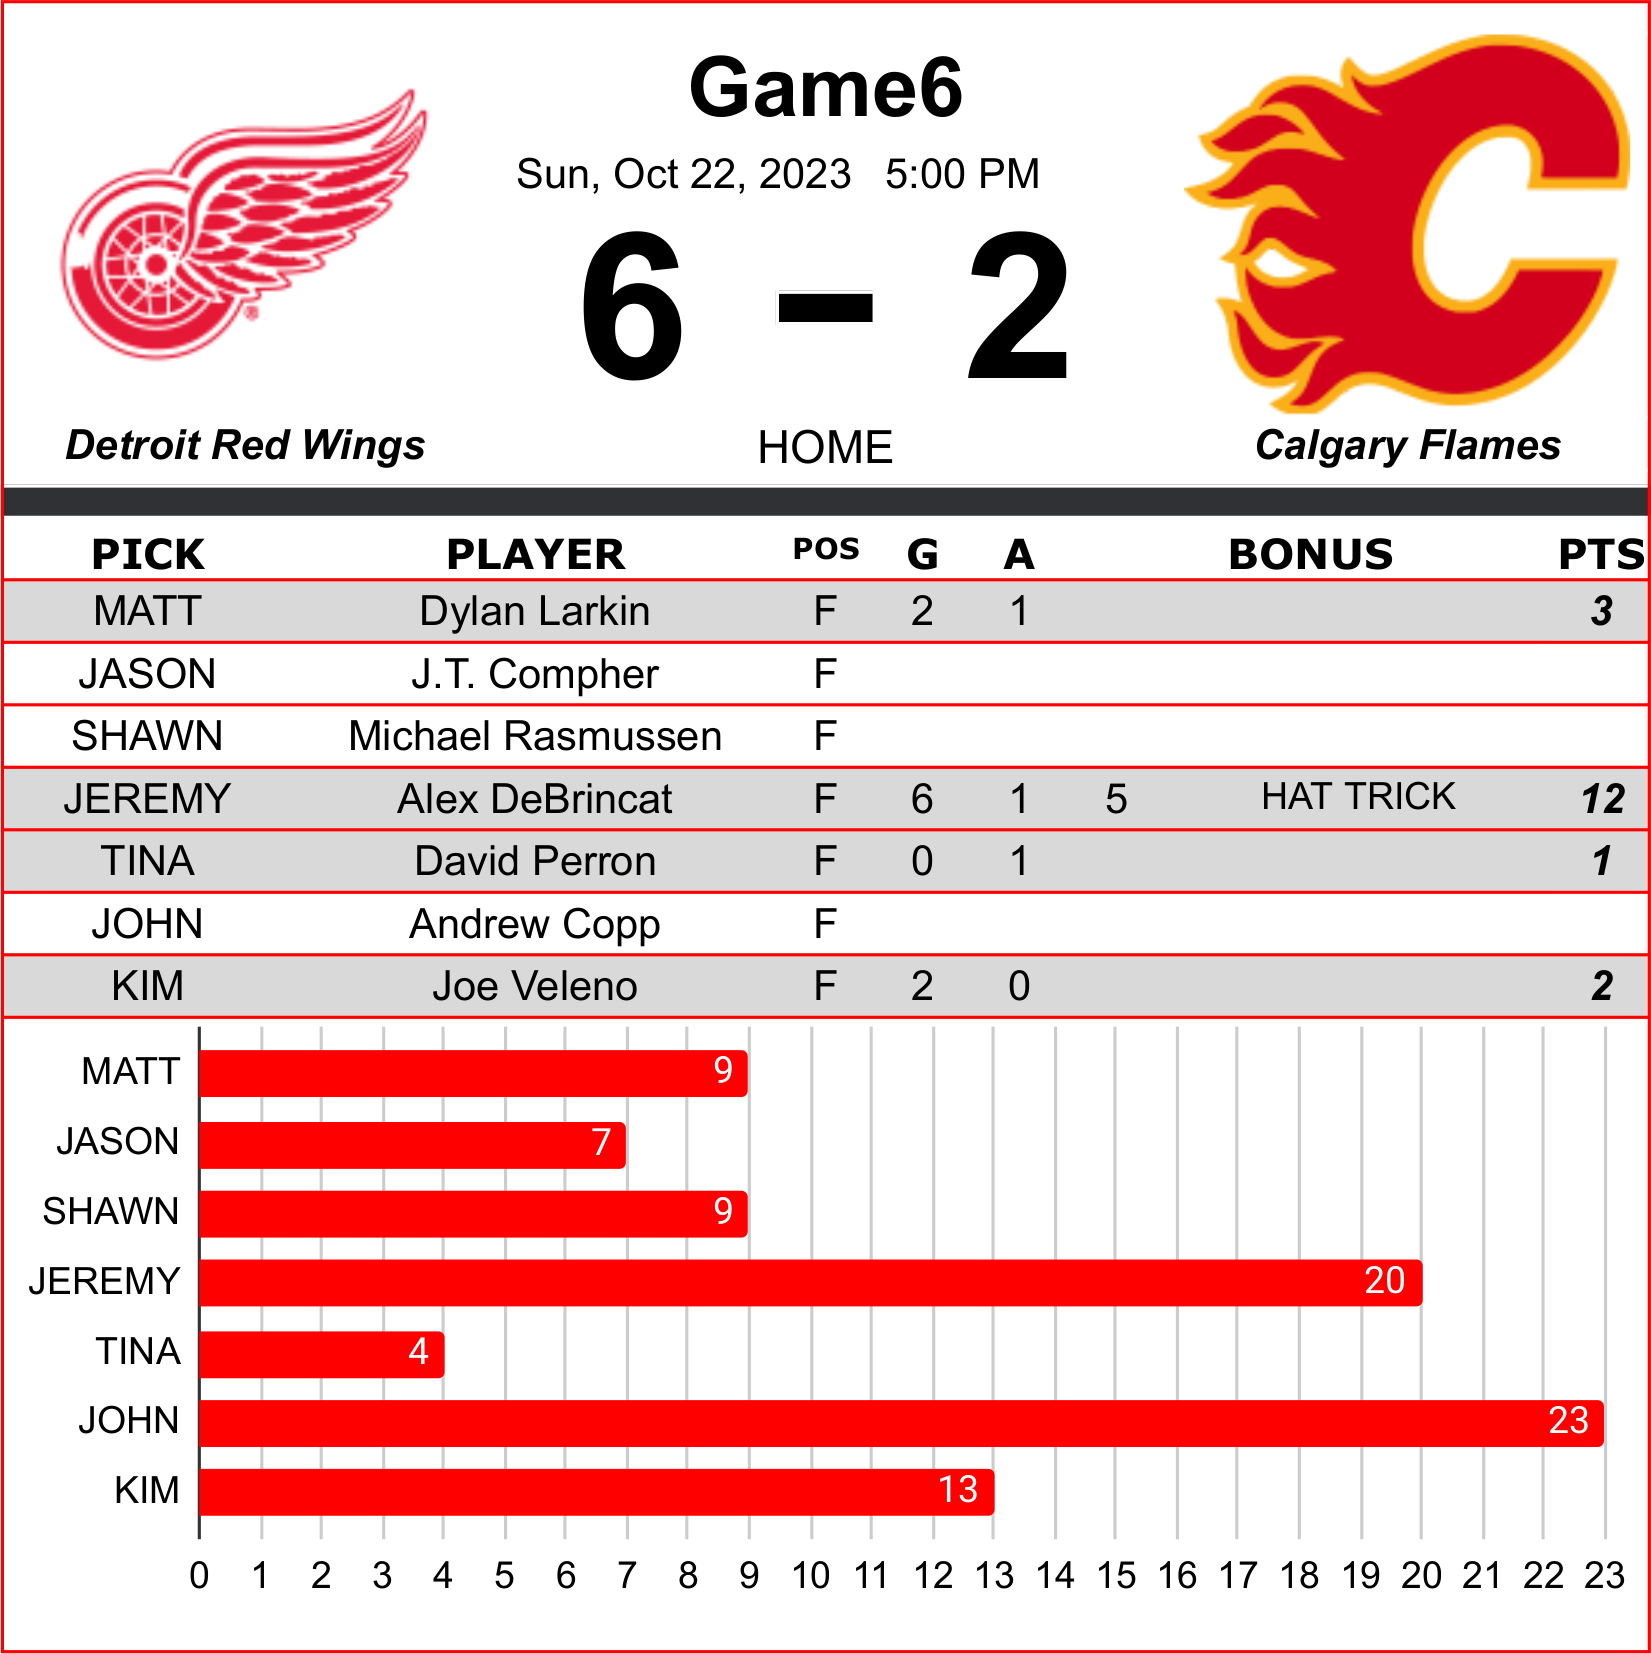 Game6
Sun, Oct 22, 2023 5:00 PM
6 – 2
®
Detroit Red Wings HOME Calgary Flames
PICK PLAYER POS G A BONUS PTS
MATT Dylan Larkin F 2 1 3
JASON J.T. Compher F
SHAWN Michael Rasmussen F
JEREMY Alex DeBrincat F 6 1 5 HAT TRICK 12
TINA David Perron F 0 1 1
JOHN Andrew Copp F
KIM Joe Veleno F 2 0 2
MATT 9
JASON 7
SHAWN 9
JEREMY 20
TINA 4
JOHN 23
KIM 13
0 1 2 3 4 5 6 7 8 9 10 11 12 13 14 15 16 17 18 19 20 21 22 23